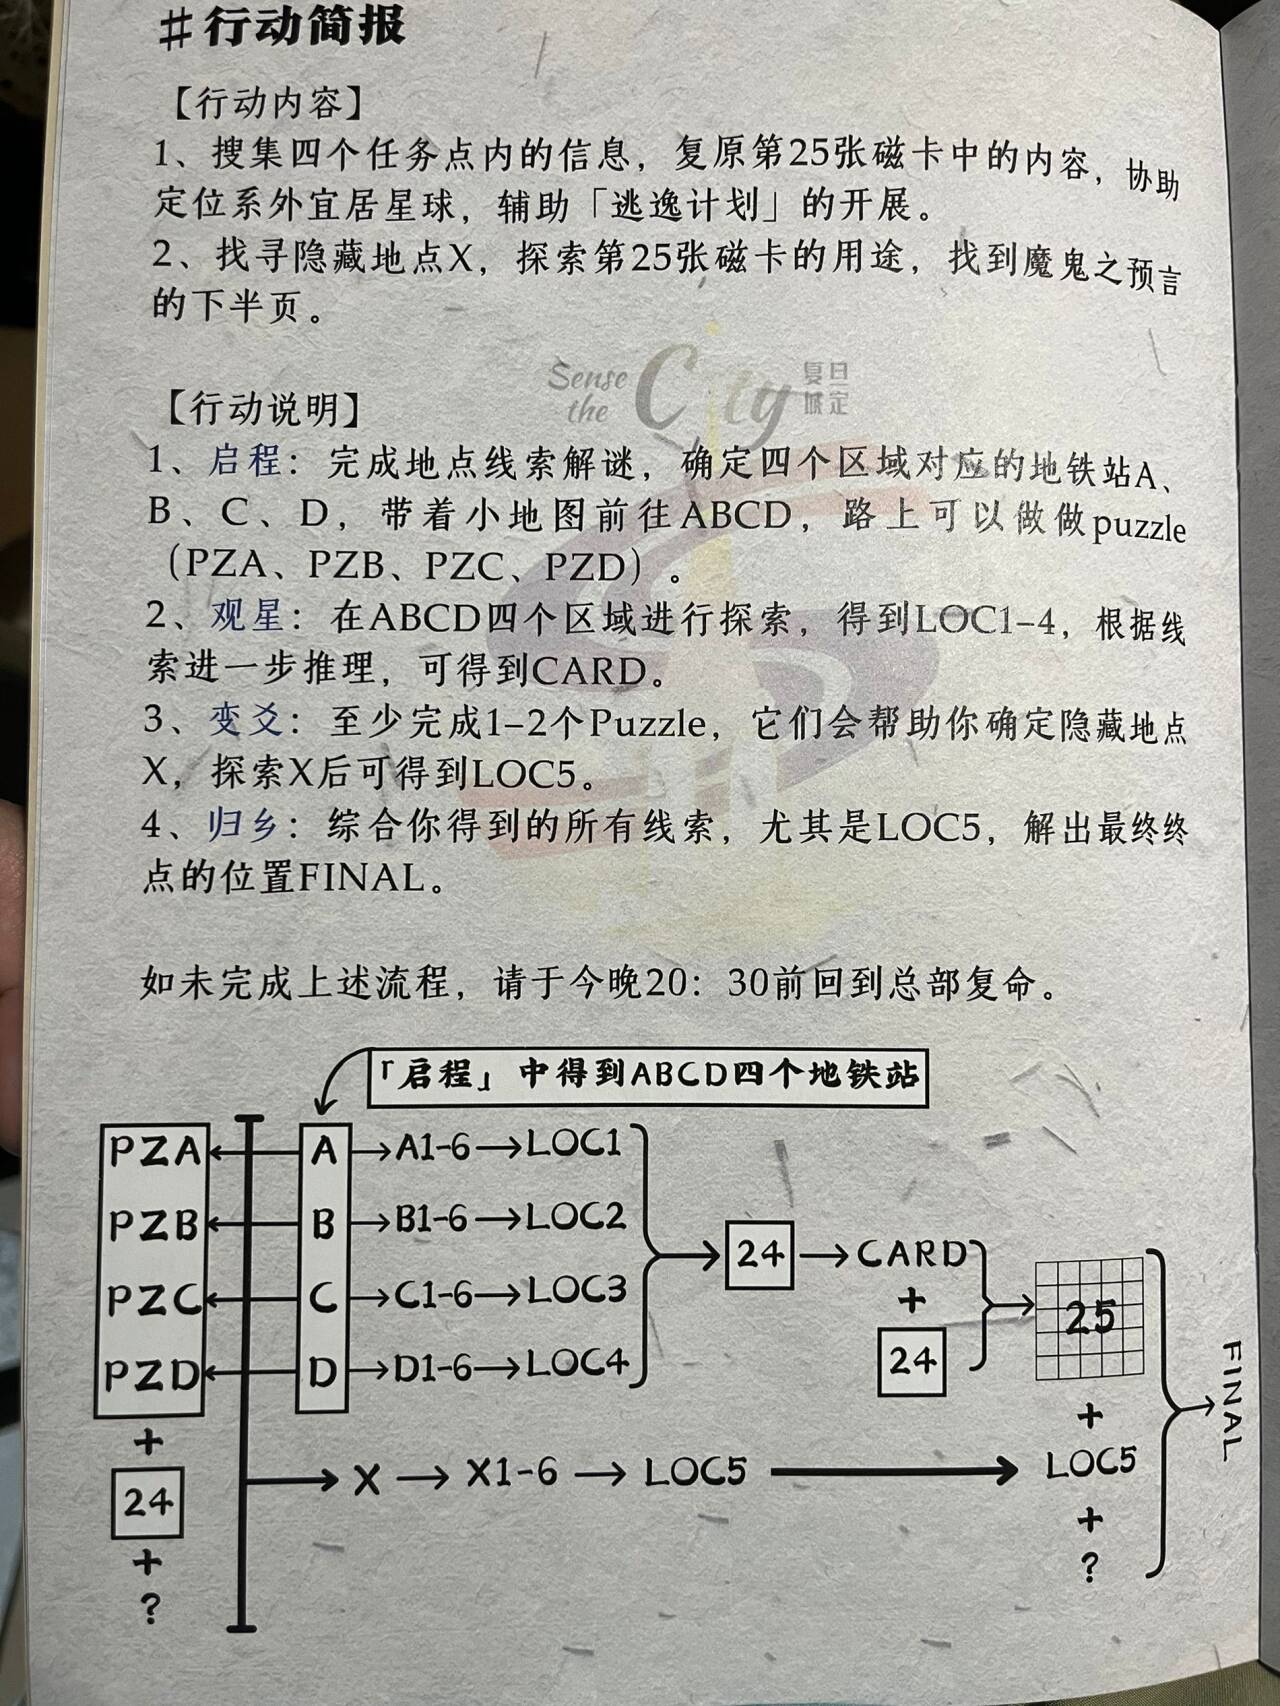 #行动简报
【行动内容】
1、搜集四个任务点内的信息，复原第25张磁卡中的内容，协助
定位系外宜居星球，辅助「逃逸计划」的开展。
2、找寻隐藏地点X，探索第25张磁卡的用途，找到魔鬼之预言
的下半页。
Sense the City 复旦城定
【行动说明】
1、启程：完成地点线索解谜，确定四个区域对应的地铁站A、
B、C、D，带着小地图前往ABCD，路上可以做做puzzle
（PZA、PZB、PZC、PZD）。
2、观星：在ABCD四个区域进行探索，得到LOC1-4，根据线
索进一步推理，可得到CARD。
3、变爻：至少完成1-2个Puzzle，它们会帮助你确定隐藏地点
X，探索X后可得到LOC5。
4、归乡：综合你得到的所有线索，尤其是LOC5，解出最终终
点的位置FINAL。
如未完成上述流程，请于今晚20：30前回到总部复命。
「启程」中得到ABCD四个地铁站
PZA A A1-6 LOC1
PZB B B1-6 LOC2
24 CARD
PZC C C1-6 LOC3
+ 25
24
PZD D D1-6 LOC4
FINAL
+ +
X X1-6 LOC5 LOC5
24
+ +
? ?